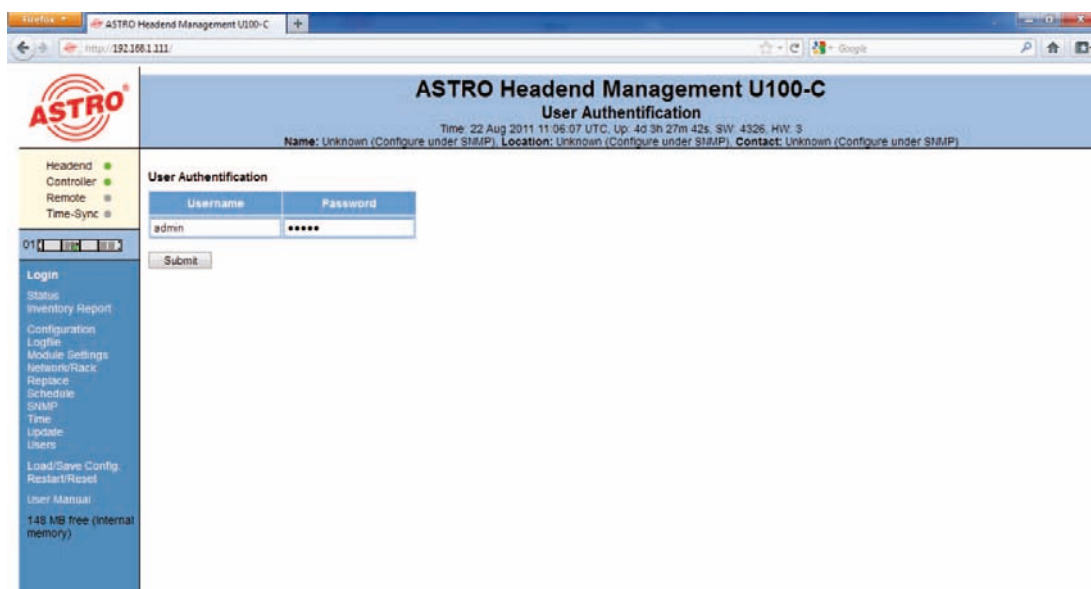 Firefox
ASTRO Headend Management U100-C
http://192.168.1.111/
Google
ASTRO
ASTRO Headend Management U100-C
User Authentification
Time: 22 Aug 2011 11:06:07 UTC, Up: 4d 3h 27m 42s, SW: 4326, HW: 3
Name: Unknown (Configure under SNMP), Location: Unknown (Configure under SNMP), Contact: Unknown (Configure under SNMP)
Headend
Controller
Remote
Time-Sync
01
Login
Status
Inventory Report
Configuration
Logfile
Module Settings
Network/Rack
Replace
Schedule
SNMP
Time
Update
Users
Load/Save Config.
Restart/Reset
User Manual
148 MB free (Internal
memory)
User Authentification
Username Password
admin •••••
Submit